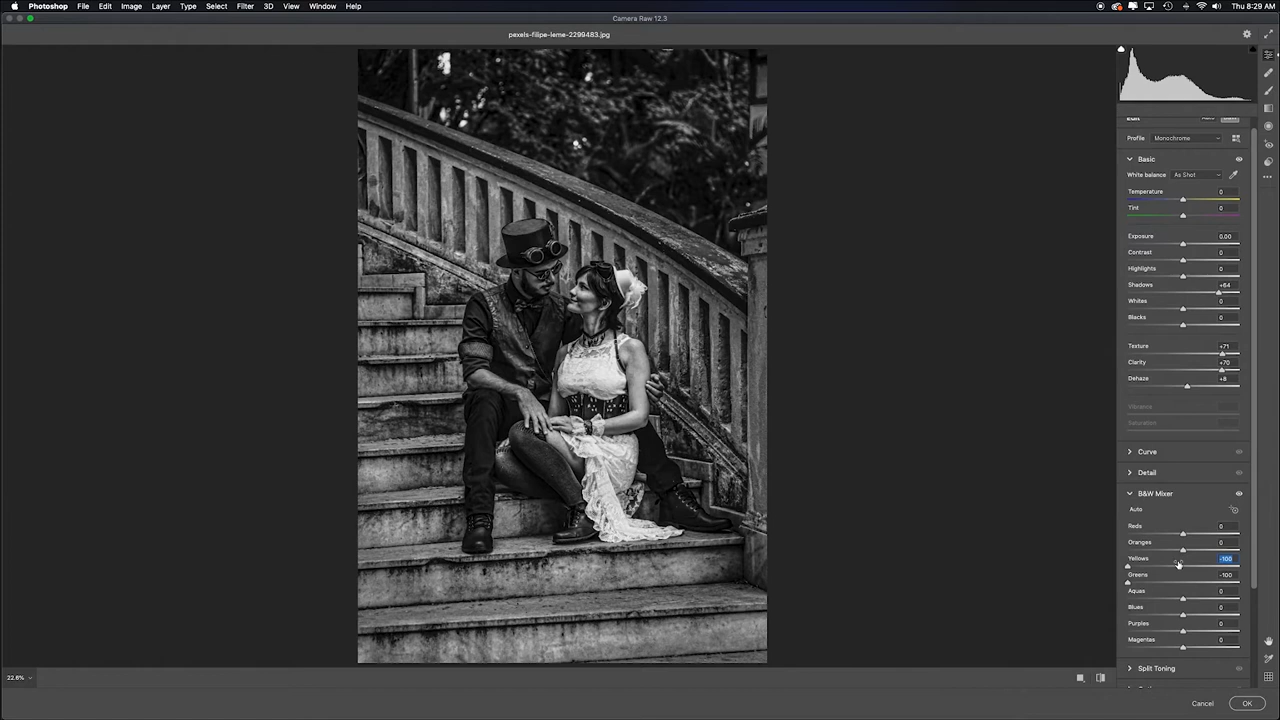 Photoshop File Edit Image Layer Type Select Filter 3D View Window Help Thu 8:29 AM
Camera Raw 12.3
pexels-filipe-leme-2299483.jpg
Edit
Profile Monochrome
Basic
White balance As Shot
Temperature 0
Tint 0
Exposure 0.00
Contrast 0
Highlights 0
Shadows +64
Whites 0
Blacks 0
Texture +71
Clarity +70
Dehaze +8
Vibrance
Saturation
Curve
Detail
B&W Mixer
Auto
Reds 0
Oranges 0
Yellows -100
Greens -100
Aquas 0
Blues 0
Purples 0
Magentas 0
Split Toning
22.6%
Cancel OK